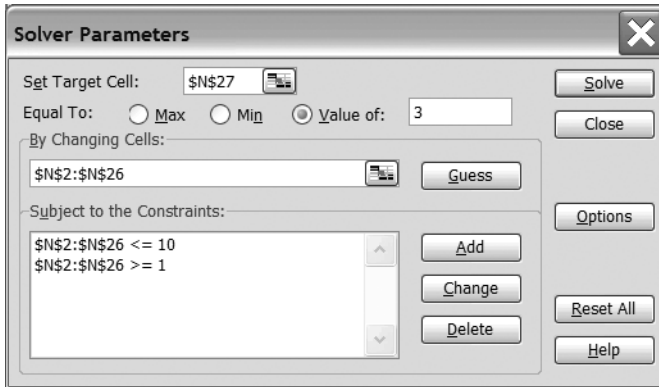 Solver Parameters
Set Target Cell: $N$27
Solve
Equal To: Max Min Value of: 3
Close
By Changing Cells:
$N$2:$N$26
Guess
Subject to the Constraints:
Options
$N$2:$N$26 <= 10
$N$2:$N$26 >= 1
Add
Change
Reset All
Delete
Help